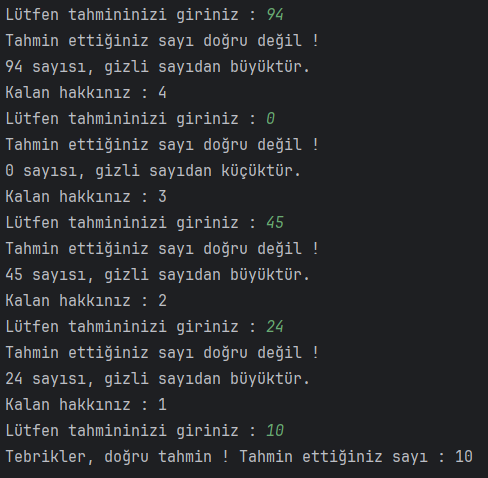 Lütfen tahmininizi giriniz : 94
Tahmin ettiğiniz sayı doğru değil !
94 sayısı, gizli sayıdan büyüktür.
Kalan hakkınız : 4
Lütfen tahmininizi giriniz : 0
Tahmin ettiğiniz sayı doğru değil !
0 sayısı, gizli sayıdan küçüktür.
Kalan hakkınız : 3
Lütfen tahmininizi giriniz : 45
Tahmin ettiğiniz sayı doğru değil !
45 sayısı, gizli sayıdan büyüktür.
Kalan hakkınız : 2
Lütfen tahmininizi giriniz : 24
Tahmin ettiğiniz sayı doğru değil !
24 sayısı, gizli sayıdan büyüktür.
Kalan hakkınız : 1
Lütfen tahmininizi giriniz : 10
Tebrikler, doğru tahmin ! Tahmin ettiğiniz sayı : 10